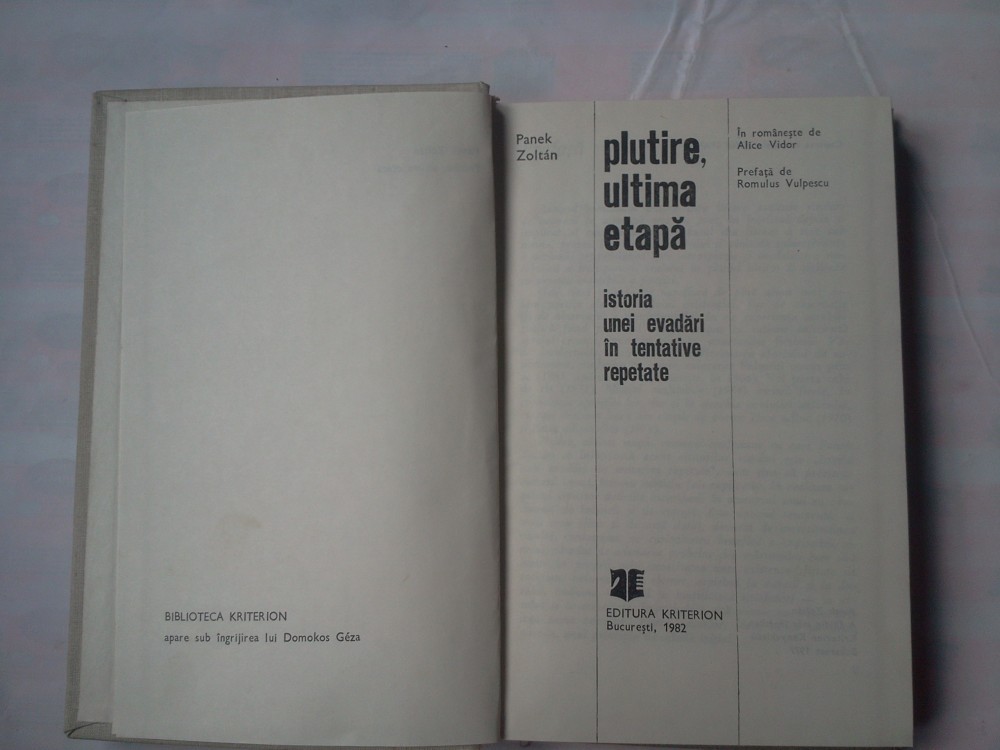 BIBLIOTECA KRITERION
apare sub îngrijirea lui Domokos Géza
Panek
Zoltán
plutire,
ultima
etapă
istoria
unei evadări
în tentative
repetate
În românește de
Alice Vidor
Prefață de
Romulus Vulpescu
EDITURA KRITERION
București, 1982